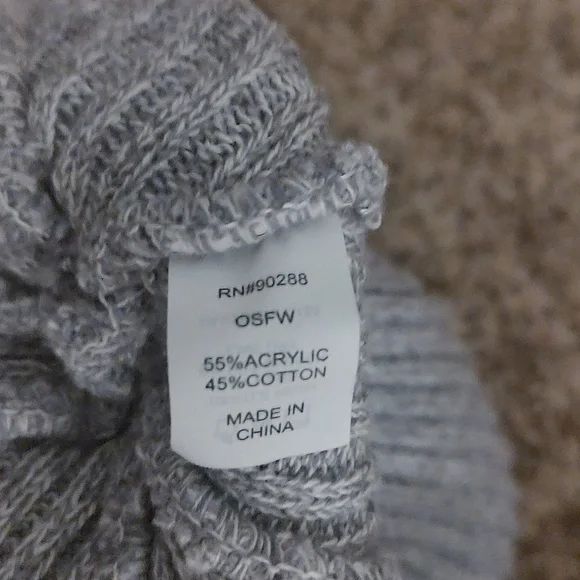 RN#90288
OSFW
55%ACRYLIC
45%COTTON
MADE IN
CHINA